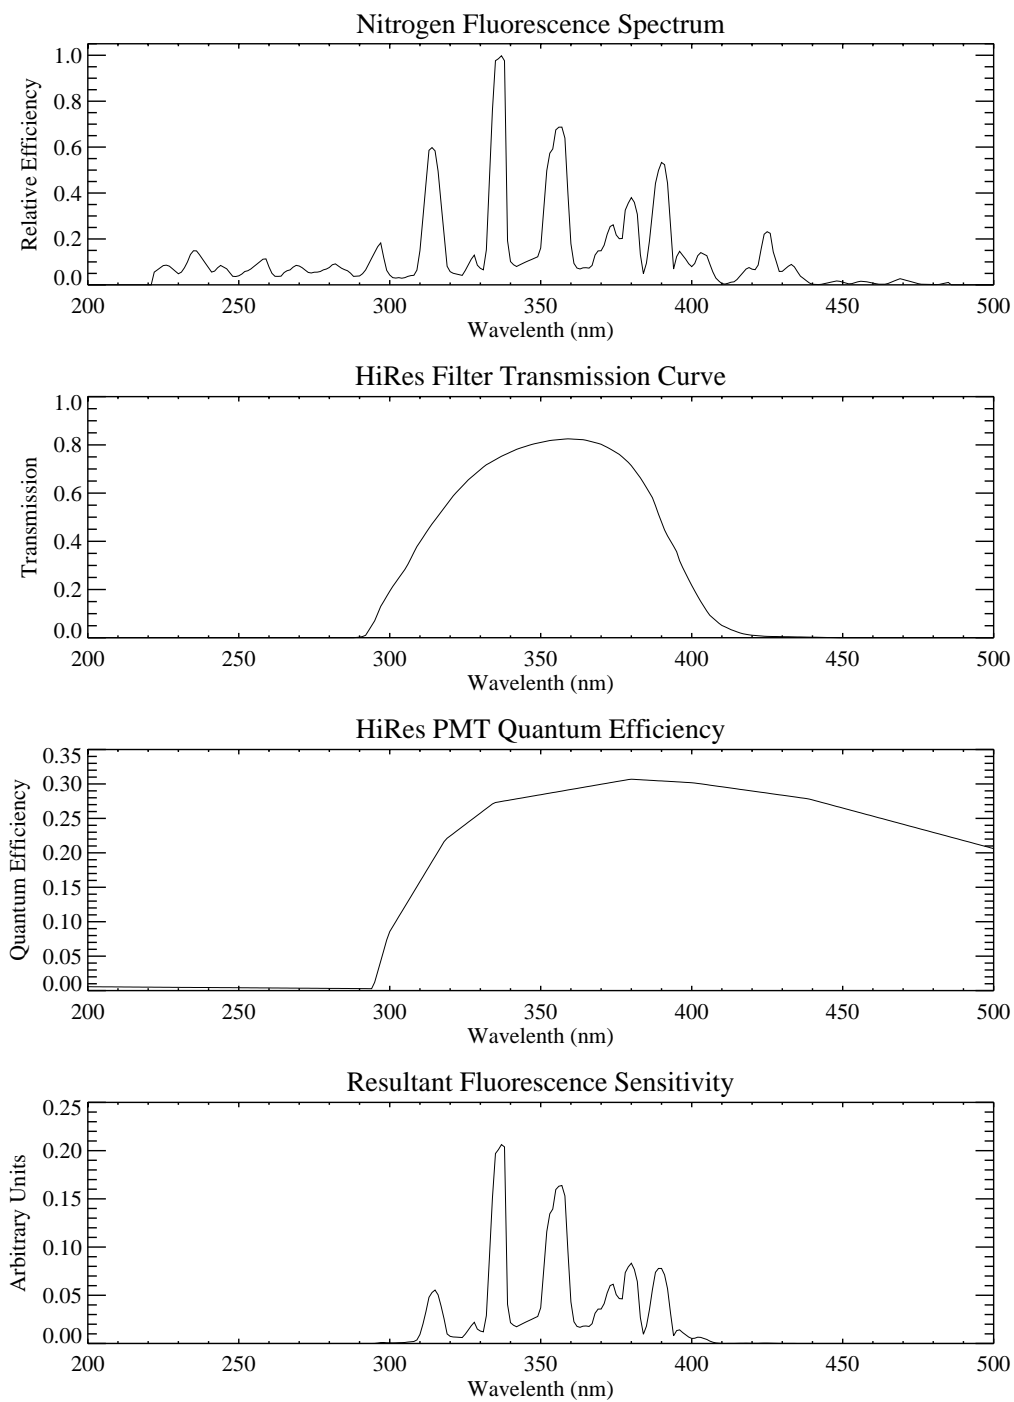 Nitrogen Fluorescence Spectrum
Relative Efficiency
1.0
0.8
0.6
0.4
0.2
0.0
200 250 300 350 400 450 500
Wavelenth (nm)
HiRes Filter Transmission Curve
Transmission
1.0
0.8
0.6
0.4
0.2
0.0
200 250 300 350 400 450 500
Wavelenth (nm)
HiRes PMT Quantum Efficiency
Quantum Efficiency
0.35
0.30
0.25
0.20
0.15
0.10
0.05
0.00
200 250 300 350 400 450 500
Wavelenth (nm)
Resultant Fluorescence Sensitivity
Arbitrary Units
0.25
0.20
0.15
0.10
0.05
0.00
200 250 300 350 400 450 500
Wavelenth (nm)